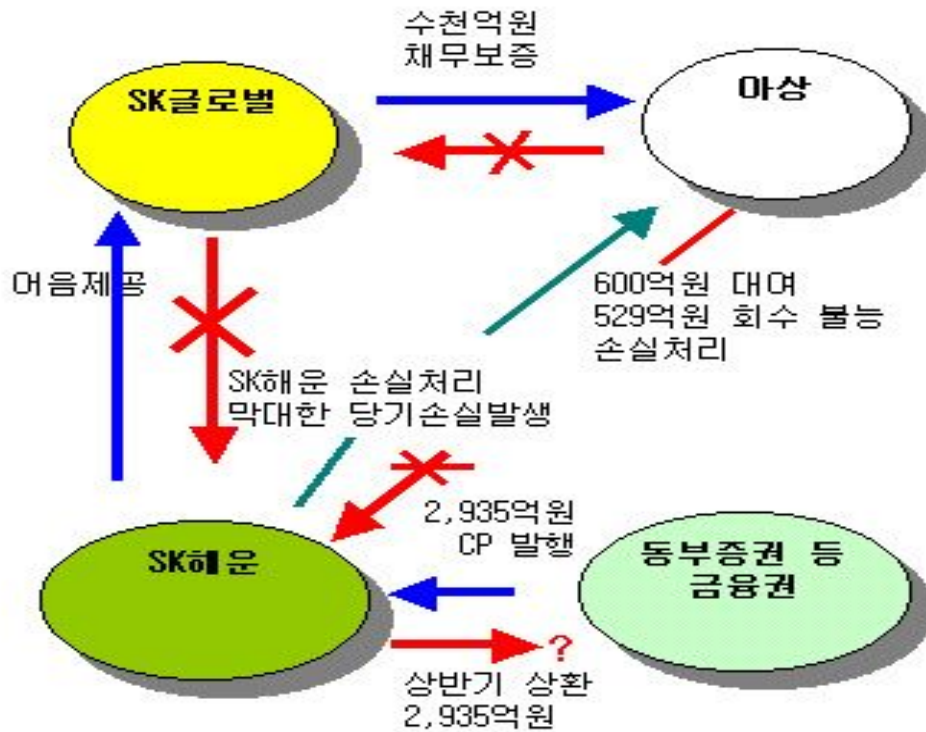 수천억원
채무보증
SK글로벌
아상
어음제공
600억원 대여
529억원 회수 불능
손실처리
SK해운 손실처리
막대한 당기손실발생
2,935억원
CP 발행
SK해운
동부증권 등
금융권
?
상반기 상환
2,935억원